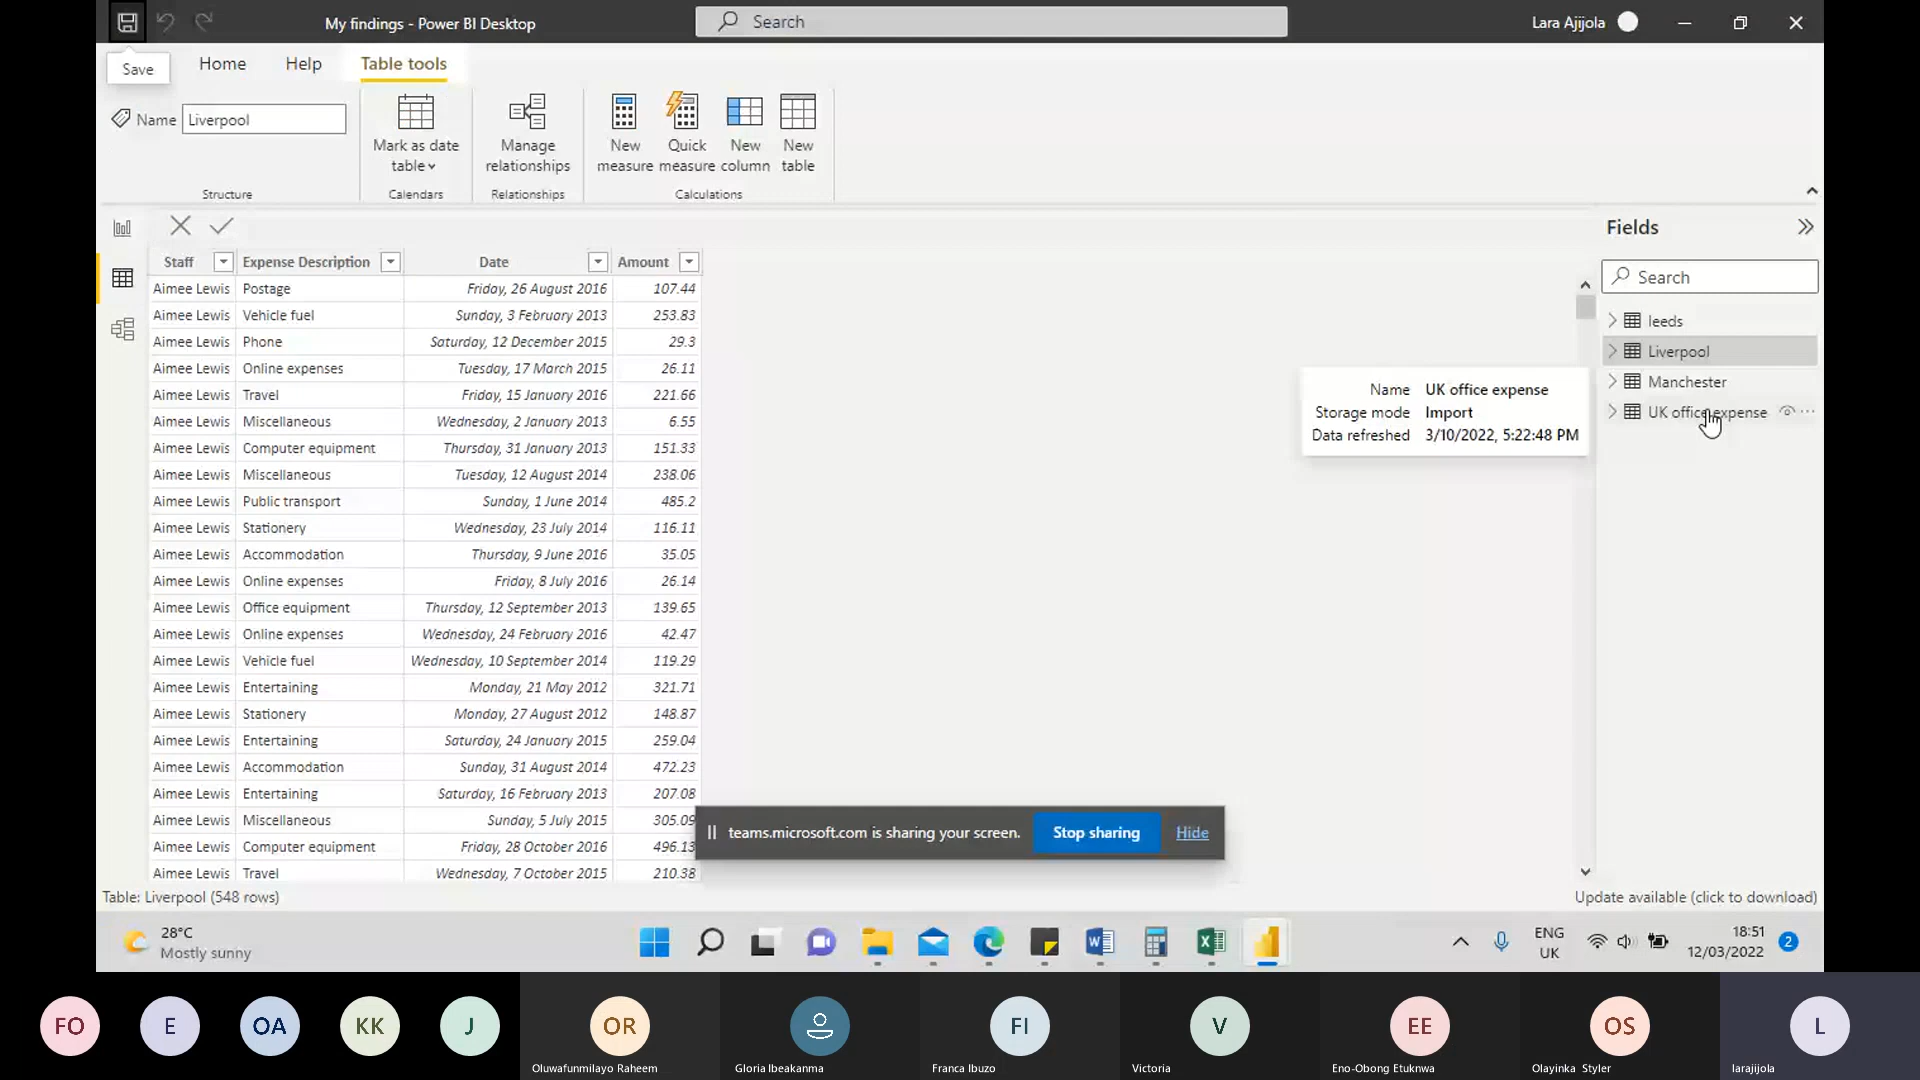 My findings - Power BI Desktop
Search
Lara Ajijola
Save
Home
Help
Table tools
Name
Liverpool
Mark as date table
Manage relationships
New measure
Quick measure
New column
New table
Structure
Calendars
Relationships
Calculations
Fields
Search
leeds
Liverpool
Manchester
UK office expense
Name UK office expense
Storage mode Import
Data refreshed 3/10/2022, 5:22:48 PM
Staff Expense Description Date Amount
Aimee Lewis Postage Friday, 26 August 2016 107.44
Aimee Lewis Vehicle fuel Sunday, 3 February 2013 253.83
Aimee Lewis Phone Saturday, 12 December 2015 29.3
Aimee Lewis Online expenses Tuesday, 17 March 2015 26.11
Aimee Lewis Travel Friday, 15 January 2016 221.66
Aimee Lewis Miscellaneous Wednesday, 2 January 2013 6.55
Aimee Lewis Computer equipment Thursday, 31 January 2013 151.33
Aimee Lewis Miscellaneous Tuesday, 12 August 2014 238.06
Aimee Lewis Public transport Sunday, 1 June 2014 485.2
Aimee Lewis Stationery Wednesday, 23 July 2014 116.11
Aimee Lewis Accommodation Thursday, 9 June 2016 35.05
Aimee Lewis Online expenses Friday, 8 July 2016 26.14
Aimee Lewis Office equipment Thursday, 12 September 2013 139.65
Aimee Lewis Online expenses Wednesday, 24 February 2016 42.47
Aimee Lewis Vehicle fuel Wednesday, 10 September 2014 119.29
Aimee Lewis Entertaining Monday, 21 May 2012 321.71
Aimee Lewis Stationery Monday, 27 August 2012 148.87
Aimee Lewis Entertaining Saturday, 24 January 2015 259.04
Aimee Lewis Accommodation Sunday, 31 August 2014 472.23
Aimee Lewis Entertaining Saturday, 16 February 2013 207.08
Aimee Lewis Miscellaneous Sunday, 5 July 2015 305.09
Aimee Lewis Computer equipment Friday, 28 October 2016 496.13
Aimee Lewis Travel Wednesday, 7 October 2015 210.38
teams.microsoft.com is sharing your screen.
Stop sharing
Hide
Table: Liverpool (548 rows)
Update available (click to download)
28°C
Mostly sunny
ENG
UK
18:51
12/03/2022
2
FO
E
OA
KK
J
OR
FI
V
EE
OS
L
Oluwafunmilayo Raheem
Gloria Ibeakanma
Franca Ibuzo
Victoria
Eno-Obong Etuknwa
Olayinka Styler
larajijola